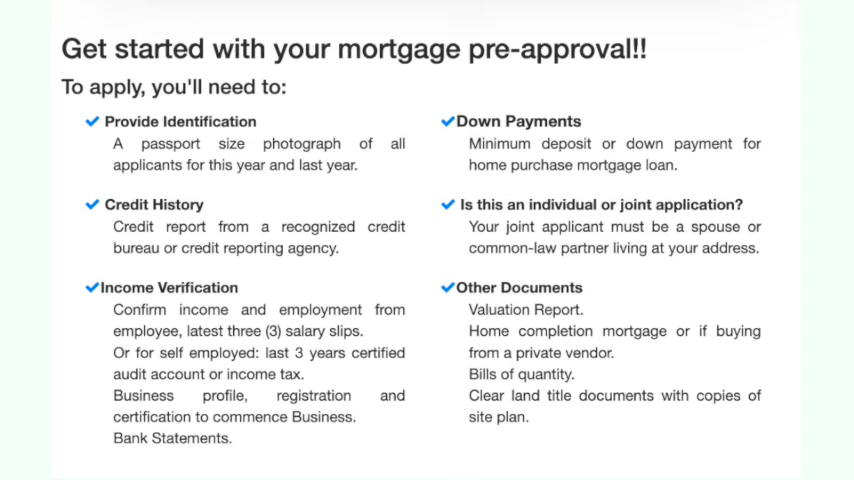 Get started with your mortgage pre-approval!!
To apply, you'll need to:
Provide Identification
A passport size photograph of all
applicants for this year and last year.
Credit History
Credit report from a recognized credit
bureau or credit reporting agency.
Income Verification
Confirm income and employment from
employee, latest three (3) salary slips.
Or for self employed: last 3 years certified
audit account or income tax.
Business profile, registration and
certification to commence Business.
Bank Statements.
Down Payments
Minimum deposit or down payment for
home purchase mortgage loan.
Is this an individual or joint application?
Your joint applicant must be a spouse or
common-law partner living at your address.
Other Documents
Valuation Report.
Home completion mortgage or if buying
from a private vendor.
Bills of quantity.
Clear land title documents with copies of
site plan.